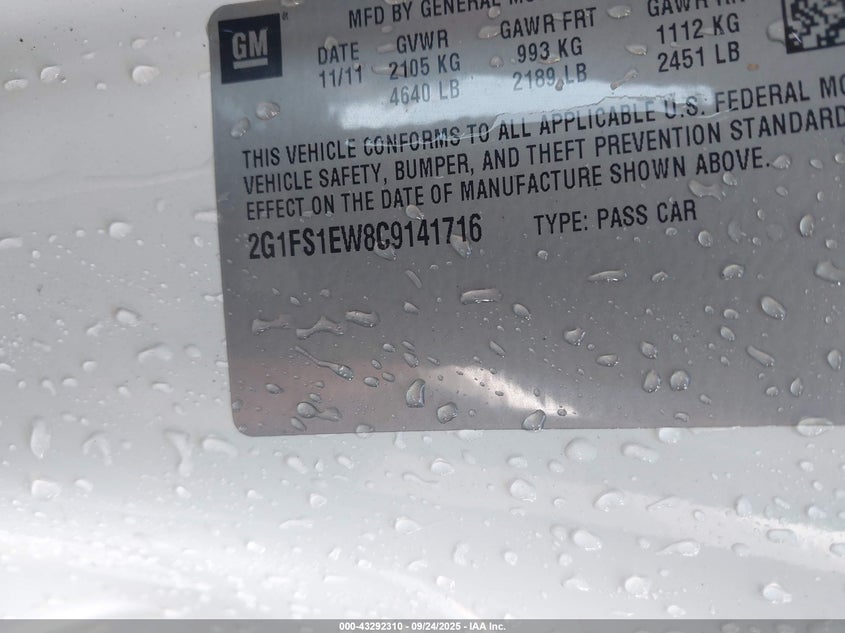 GM
MFD BY GENERAL
DATE GVWR GAWR FRT GAWR
11/11 2105 KG 993 KG 1112 KG
4640 LB 2189 LB 2451 LB
THIS VEHICLE CONFORMS TO ALL APPLICABLE U.S. FEDERAL
VEHICLE SAFETY, BUMPER, AND THEFT PREVENTION STANDARD
EFFECT ON THE DATE OF MANUFACTURE SHOWN ABOVE.
2G1FS1EW8C9141716 TYPE: PASS CAR
000-43292310 - 09/24/2025 - IAA Inc.